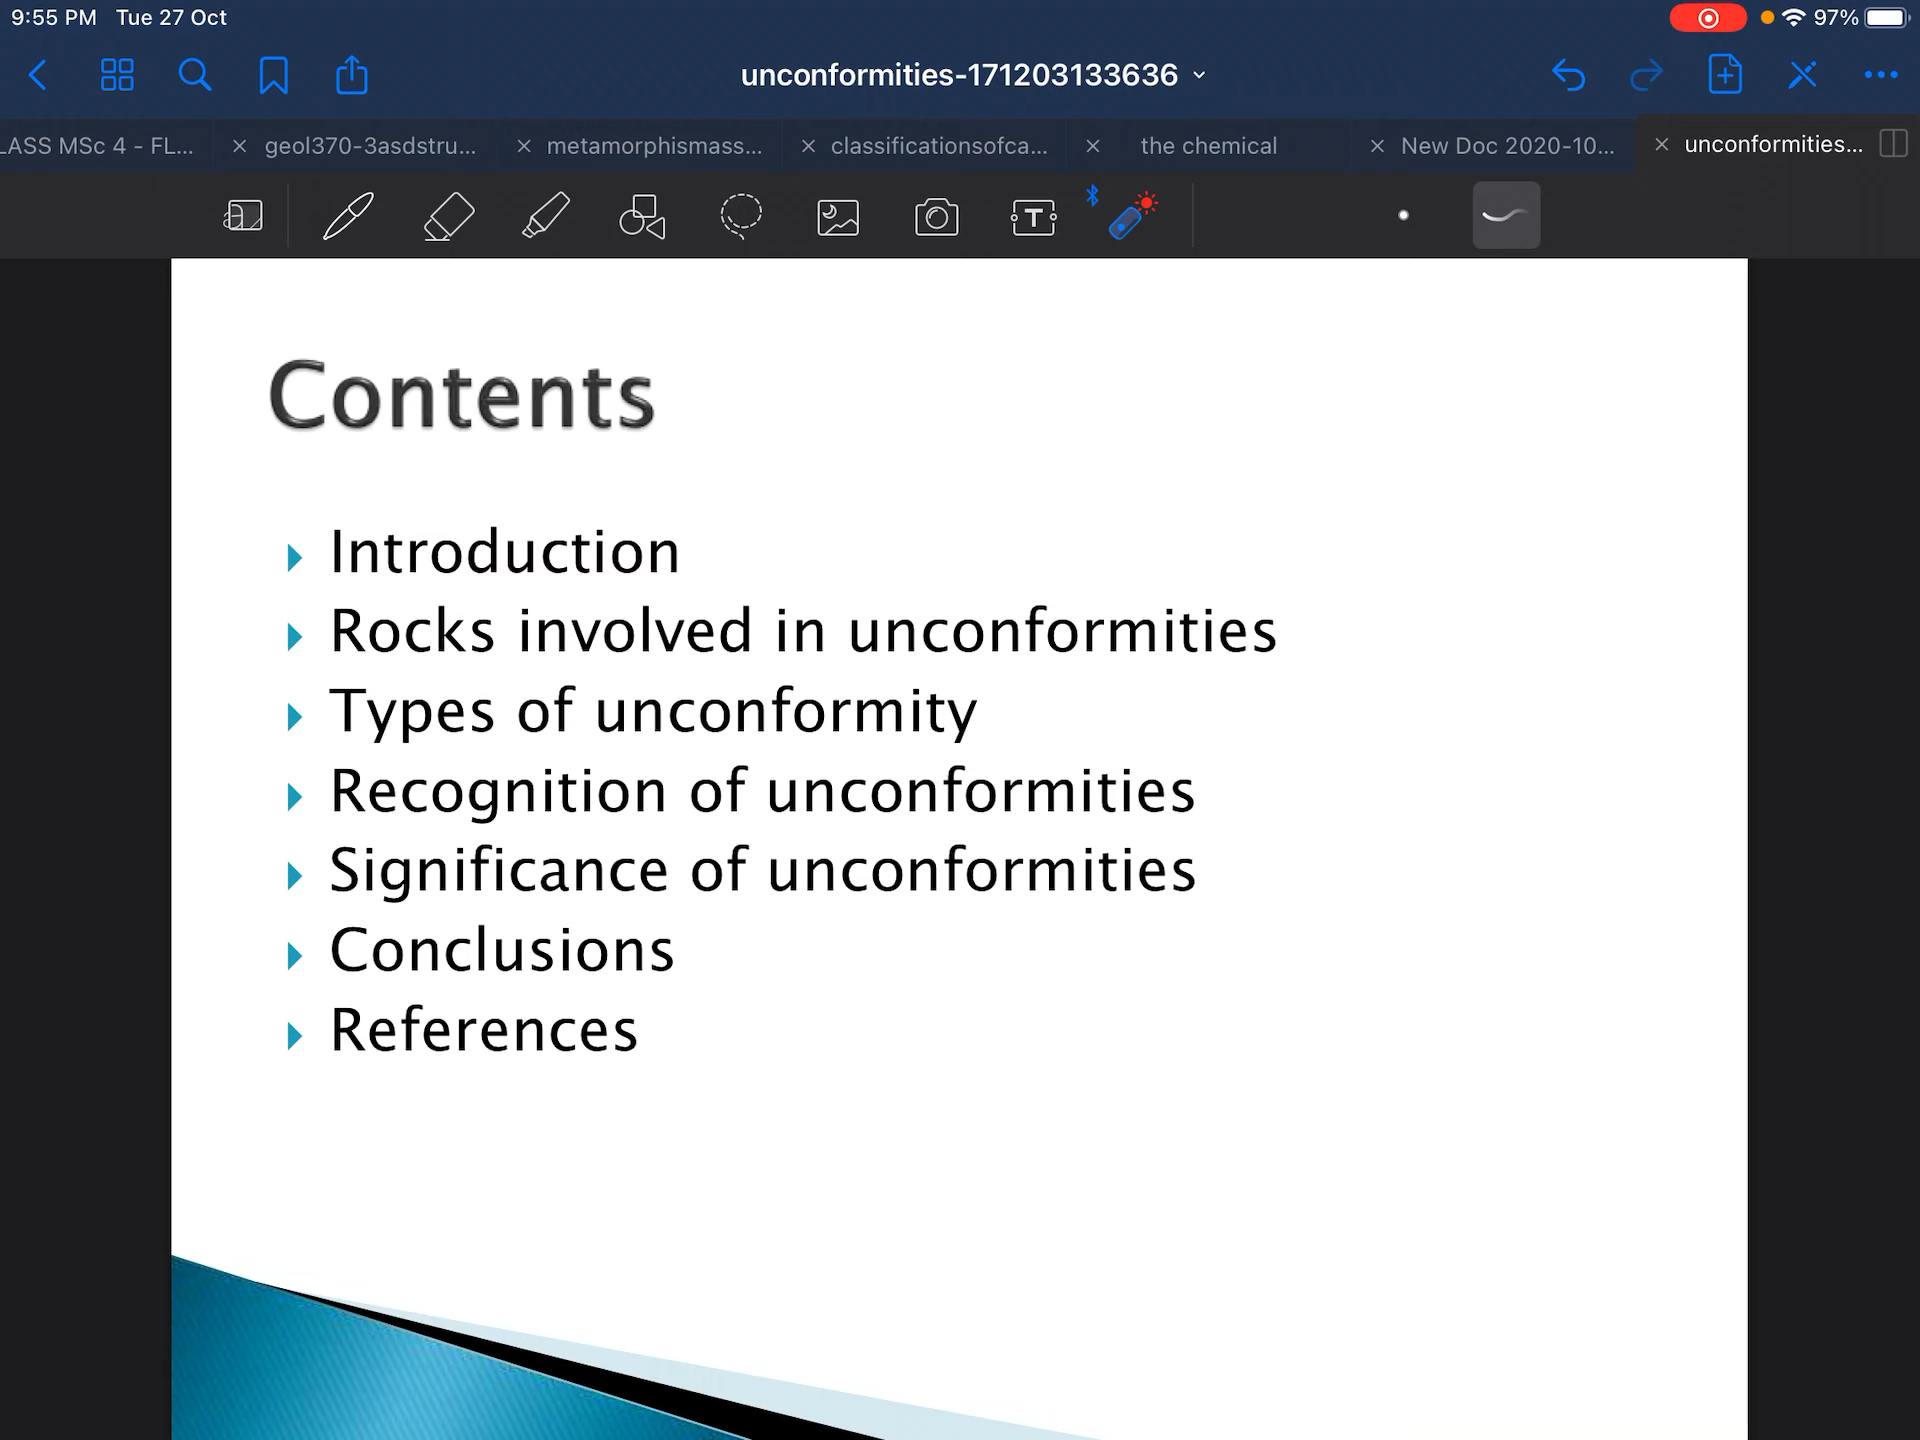 9:55 PM Tue 27 Oct
97%
unconformities-171203133636
LASS MSc 4 - FL...
geol370-3asdstru...
metamorphismass...
classificationsofca...
the chemical
New Doc 2020-10...
unconformities...
Contents
Introduction
Rocks involved in unconformities
Types of unconformity
Recognition of unconformities
Significance of unconformities
Conclusions
References